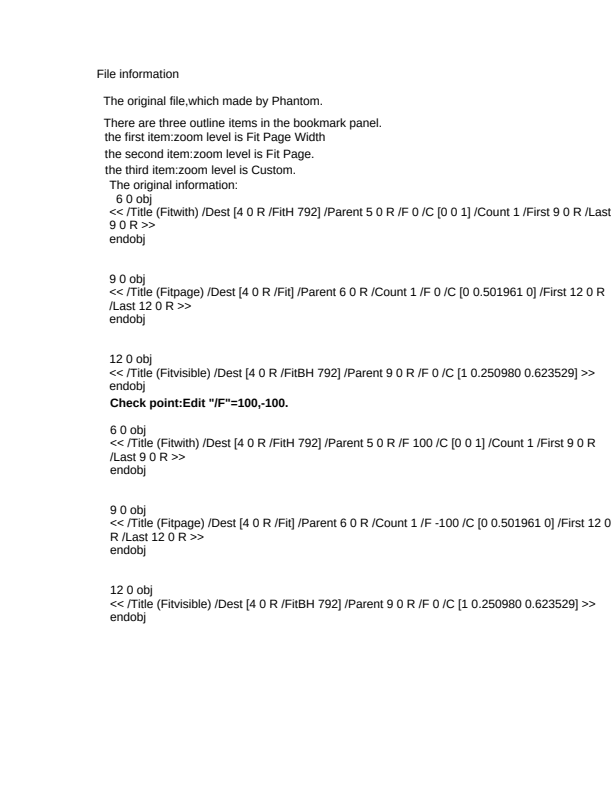 File information
The original file,which made by Phantom.
There are three outline items in the bookmark panel.
the first item:zoom level is Fit Page Width
the second item:zoom level is Fit Page.
the third item:zoom level is Custom.
The original information:
6 0 obj
<< /Title (Fitwith) /Dest [4 0 R /FitH 792] /Parent 5 0 R /F 0 /C [0 0 1] /Count 1 /First 9 0 R /Last
9 0 R >>
endobj
9 0 obj
<< /Title (Fitpage) /Dest [4 0 R /Fit] /Parent 6 0 R /Count 1 /F 0 /C [0 0.501961 0] /First 12 0 R
/Last 12 0 R >>
endobj
12 0 obj
<< /Title (Fitvisible) /Dest [4 0 R /FitBH 792] /Parent 9 0 R /F 0 /C [1 0.250980 0.623529] >>
endobj
Check point:Edit "/F"=100,-100.
6 0 obj
<< /Title (Fitwith) /Dest [4 0 R /FitH 792] /Parent 5 0 R /F 100 /C [0 0 1] /Count 1 /First 9 0 R
/Last 9 0 R >>
endobj
9 0 obj
<< /Title (Fitpage) /Dest [4 0 R /Fit] /Parent 6 0 R /Count 1 /F -100 /C [0 0.501961 0] /First 12 0
R /Last 12 0 R >>
endobj
12 0 obj
<< /Title (Fitvisible) /Dest [4 0 R /FitBH 792] /Parent 9 0 R /F 0 /C [1 0.250980 0.623529] >>
endobj